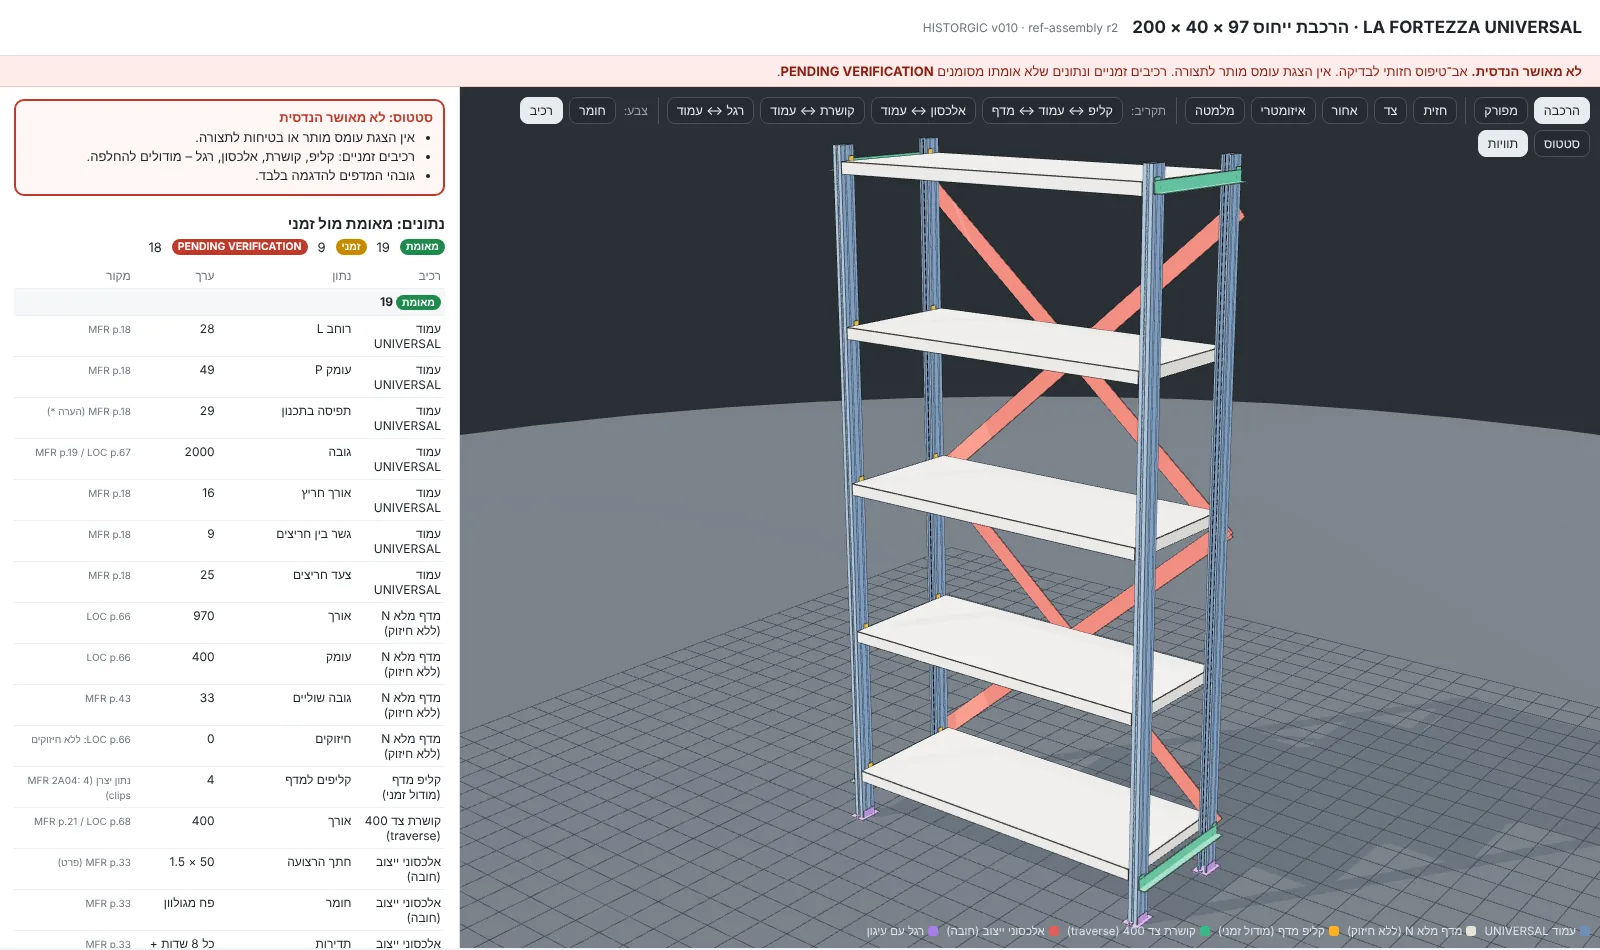 LA FORTEZZA UNIVERSAL · הרכבת ייחוס 97 × 40 × 200 HISTORGIC v010 · ref-assembly r2
לא מאושר הנדסית. אב־טיפוס חזותי לבדיקה. אין הצגת עומס מותר לתצורה. רכיבים זמניים ונתונים שלא אומתו מסומנים PENDING VERIFICATION.
הרכבה מפורק חזית צד אחור איזומטרי מלמטה תקריב: קליפ ↔ עמוד ↔ מדף אלכסון ↔ עמוד קושרת ↔ עמוד רגל ↔ עמוד צבע: חומר רכיב
סטטוס תוויות
סטטוס: לא מאושר הנדסית
• אין הצגת עומס מותר או בטיחות לתצורה.
• רכיבים זמניים: קליפ, קושרת, אלכסון, רגל – מודולים להחלפה.
• גובהי המדפים להדגמה בלבד.
נתונים: מאומת מול זמני
מאומת 19 זמני 9 PENDING VERIFICATION 18
רכיב נתון ערך מקור
מאומת 19
עמוד UNIVERSAL רוחב L 28 MFR p.18
עמוד UNIVERSAL עומק P 49 MFR p.18
עמוד UNIVERSAL תפיסה בתכנון 29 MFR p.18 (הערה *)
עמוד UNIVERSAL גובה 2000 MFR p.19 / LOC p.67
עמוד UNIVERSAL אורך חריץ 16 MFR p.18
עמוד UNIVERSAL גשר בין חריצים 9 MFR p.18
עמוד UNIVERSAL צעד חריצים 25 MFR p.18
מדף מלא N (ללא חיזוק) אורך 970 LOC p.66
מדף מלא N (ללא חיזוק) עומק 400 LOC p.66
מדף מלא N (ללא חיזוק) גובה שוליים 33 MFR p.43
מדף מלא N (ללא חיזוק) חיזוקים 0 LOC p.66: ללא חיזוקים
קליפ מדף (מודול זמני) קליפים למדף 4 נתון יצרן (MFR 2A04: 4 clips)
קושרת צד 400 (traverse) אורך 400 MFR p.21 / LOC p.68
אלכסוני ייצוב (חובה) חתך הרצועה 50 × 1.5 MFR p.33 (פרט)
אלכסוני ייצוב (חובה) חומר פח מגולוון MFR p.33
אלכסוני ייצוב תדירות כל 8 שדות + MFR p.33
עמוד UNIVERSAL מדף מלא N (ללא חיזוק) קליפ מדף (מודול זמני) קושרת צד 400 (traverse) אלכסוני ייצוב (חובה) רגל עם עיגון